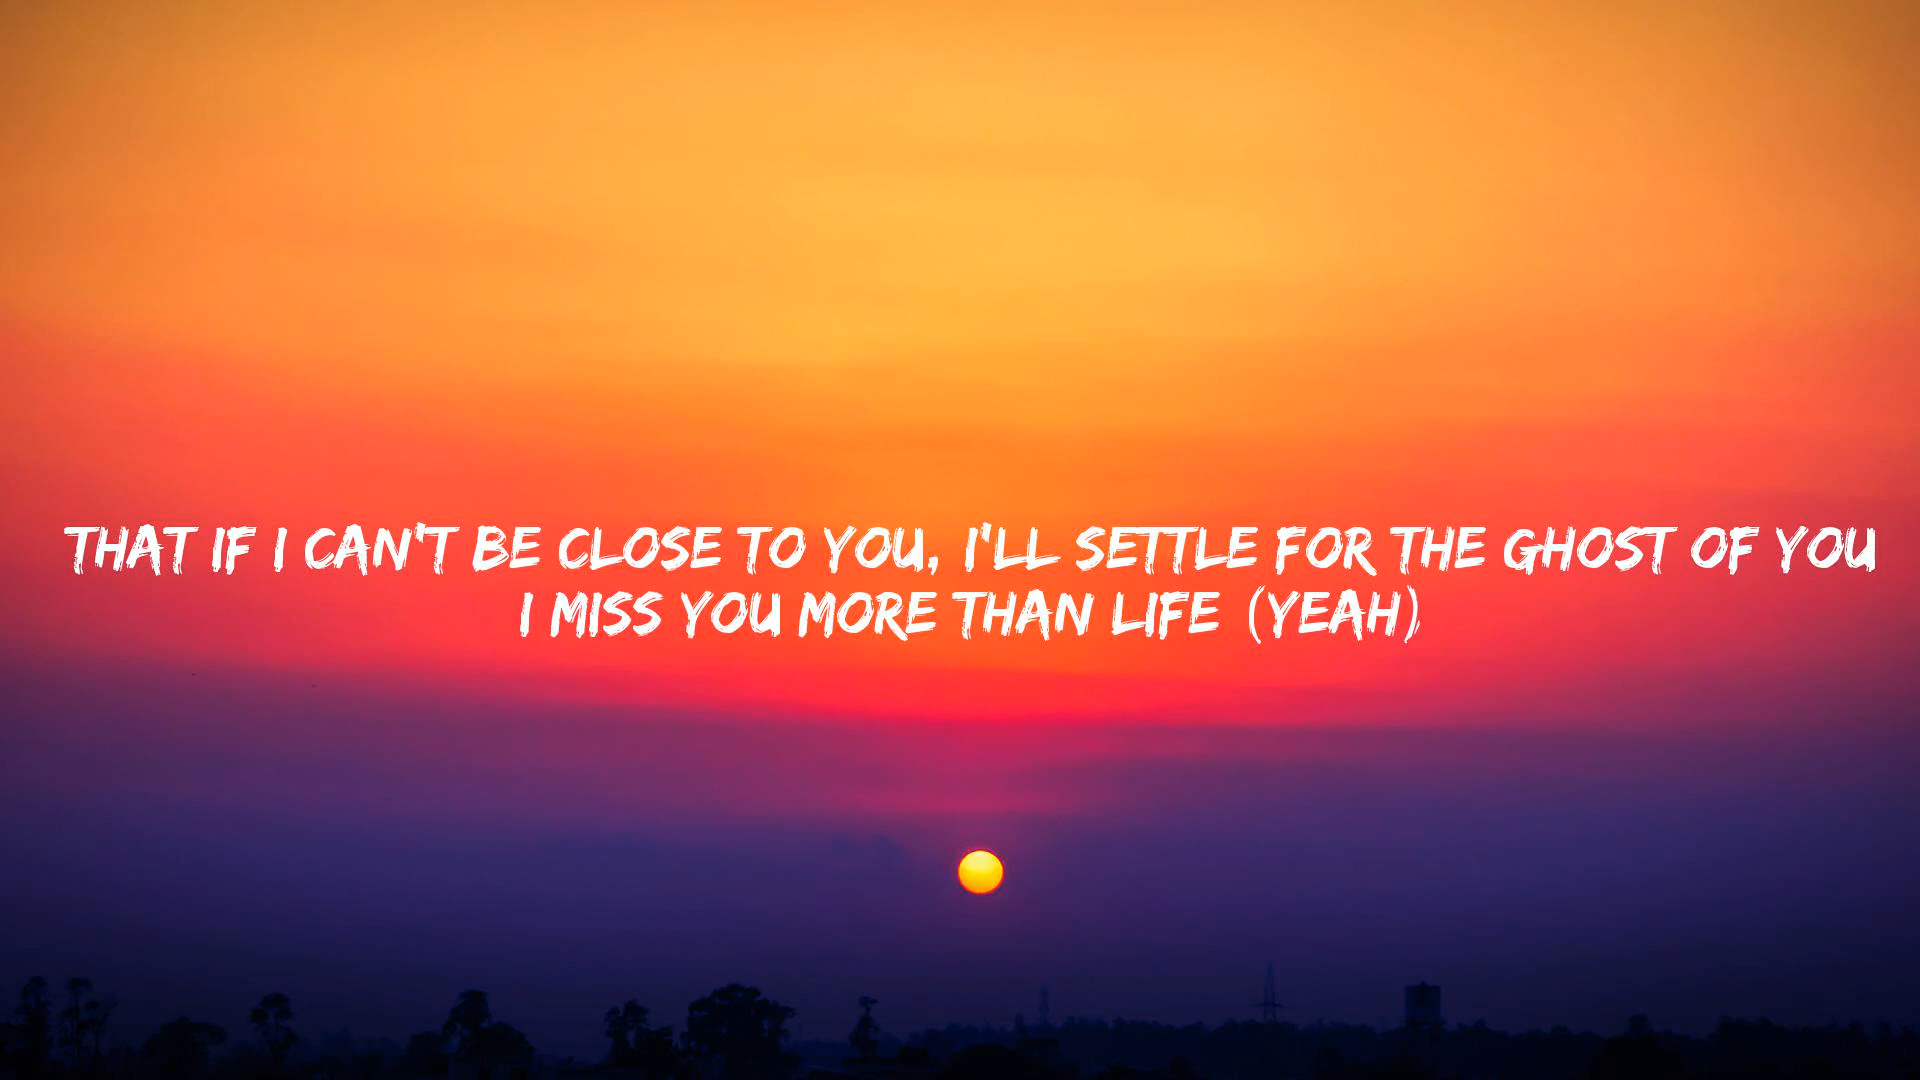 THAT IF I CAN'T BE CLOSE TO YOU, I'LL SETTLE FOR THE GHOST OF YOU
I MISS YOU MORE THAN LIFE (YEAH)